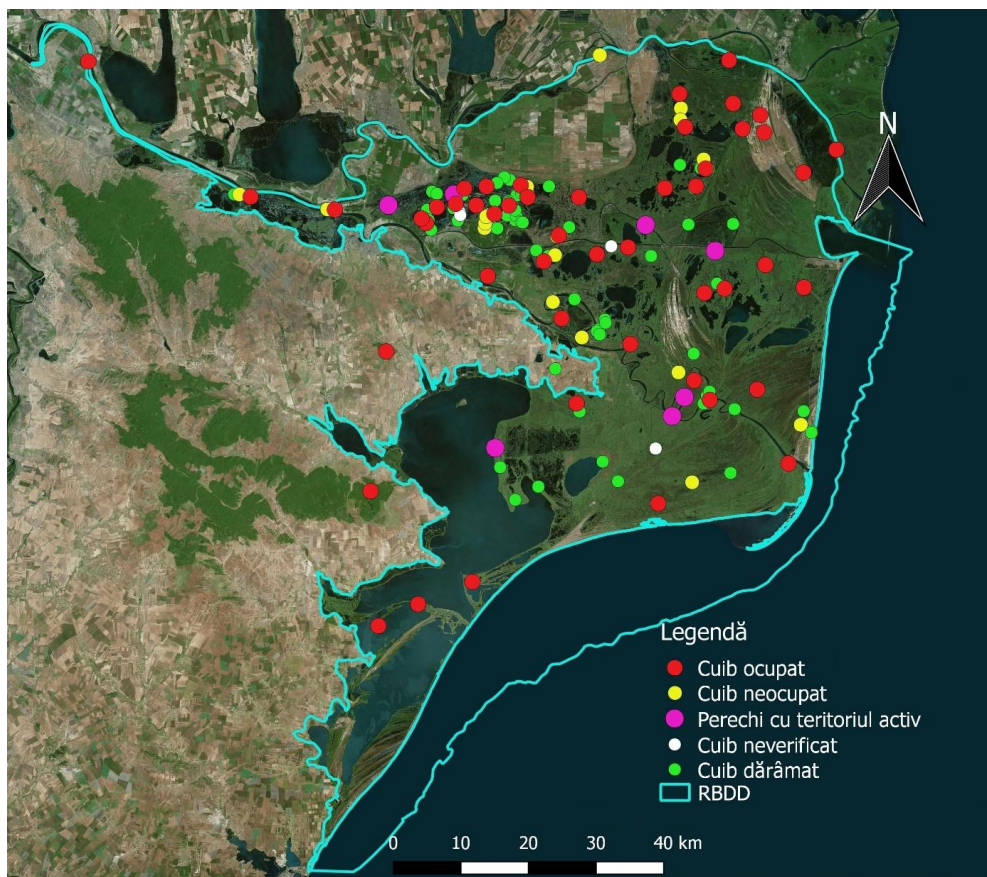 N
Legendă
Cuib ocupat
Cuib neocupat
Perechi cu teritoriul activ
Cuib neverificat
Cuib dărâmat
RBDD
0 10 20 30 40 km